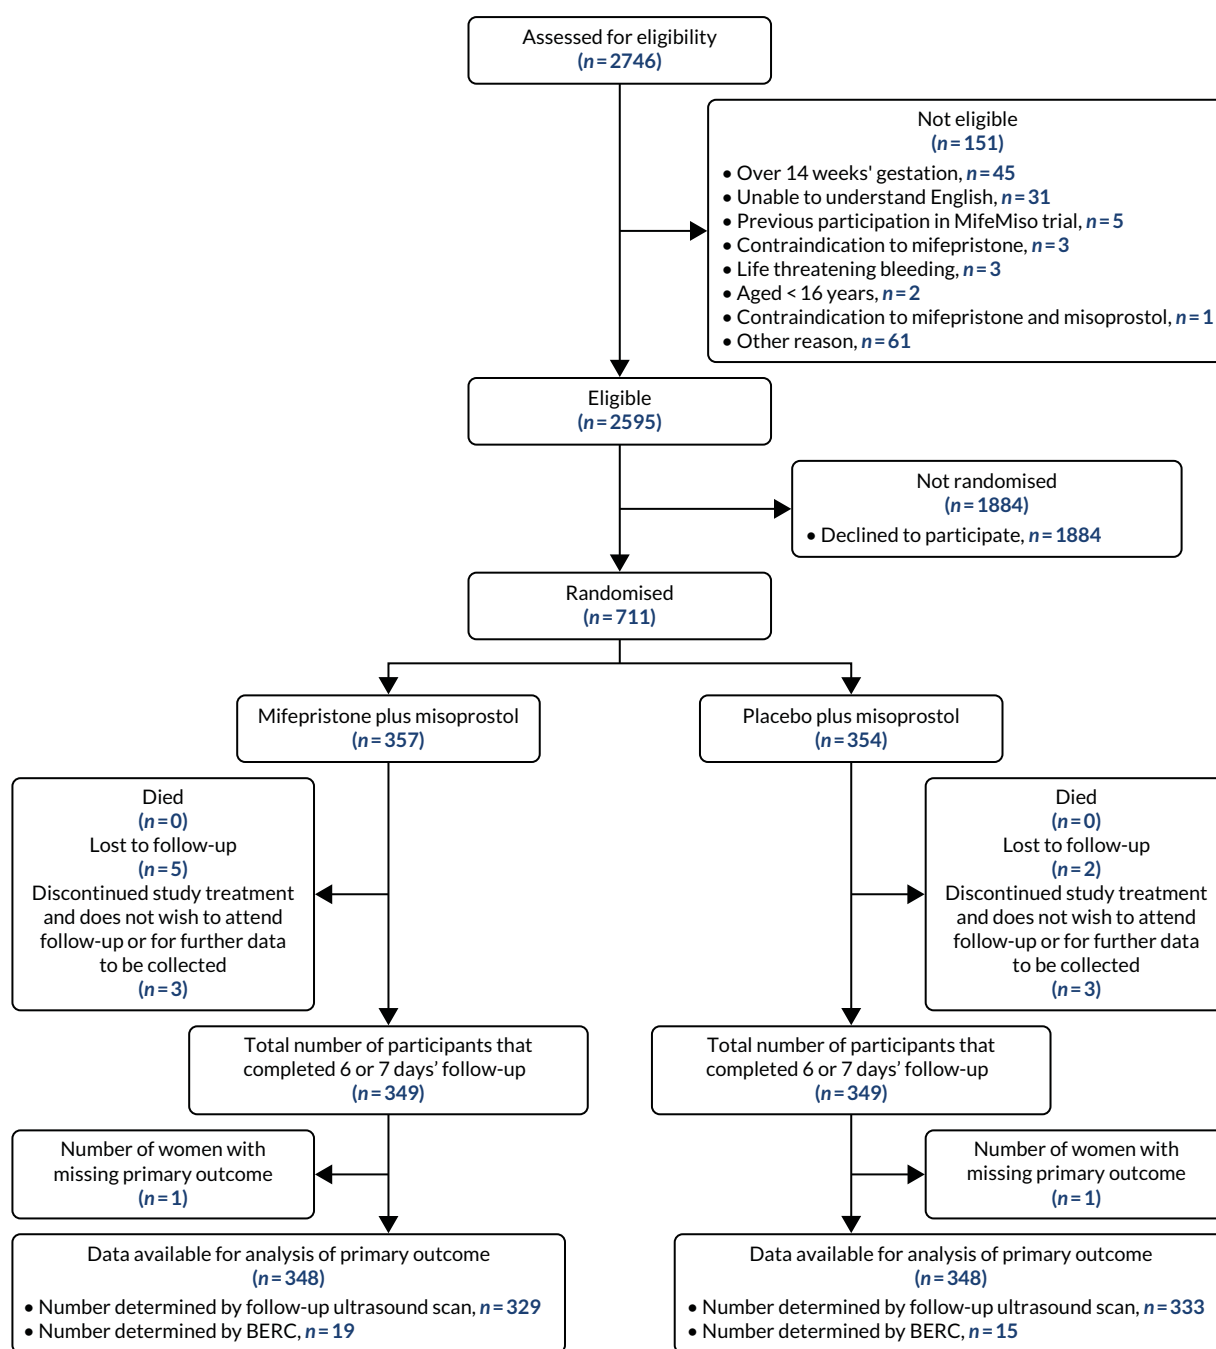 Assessed for eligibility
(n=2746)
Not eligible
(n=151)
• Over 14 weeks' gestation, n=45
• Unable to understand English, n=31
• Previous participation in MifeMiso trial, n=5
• Contraindication to mifepristone, n=3
• Life threatening bleeding, n=3
• Aged < 16 years, n=2
• Contraindication to mifepristone and misoprostol, n=1
• Other reason, n=61
Eligible
(n=2595)
Not randomised
(n=1884)
• Declined to participate, n=1884
Randomised
(n=711)
Mifepristone plus misoprostol
(n=357)
Placebo plus misoprostol
(n=354)
Died
(n=0)
Lost to follow-up
(n=5)
Discontinued study treatment
and does not wish to attend
follow-up or for further data
to be collected
(n=3)
Died
(n=0)
Lost to follow-up
(n=2)
Discontinued study treatment
and does not wish to attend
follow-up or for further data
to be collected
(n=3)
Total number of participants that
completed 6 or 7 days’ follow-up
(n=349)
Total number of participants that
completed 6 or 7 days’ follow-up
(n=349)
Number of women with
missing primary outcome
(n=1)
Number of women with
missing primary outcome
(n=1)
Data available for analysis of primary outcome
(n=348)
• Number determined by follow-up ultrasound scan, n=329
• Number determined by BERC, n=19
Data available for analysis of primary outcome
(n=348)
• Number determined by follow-up ultrasound scan, n=333
• Number determined by BERC, n=15